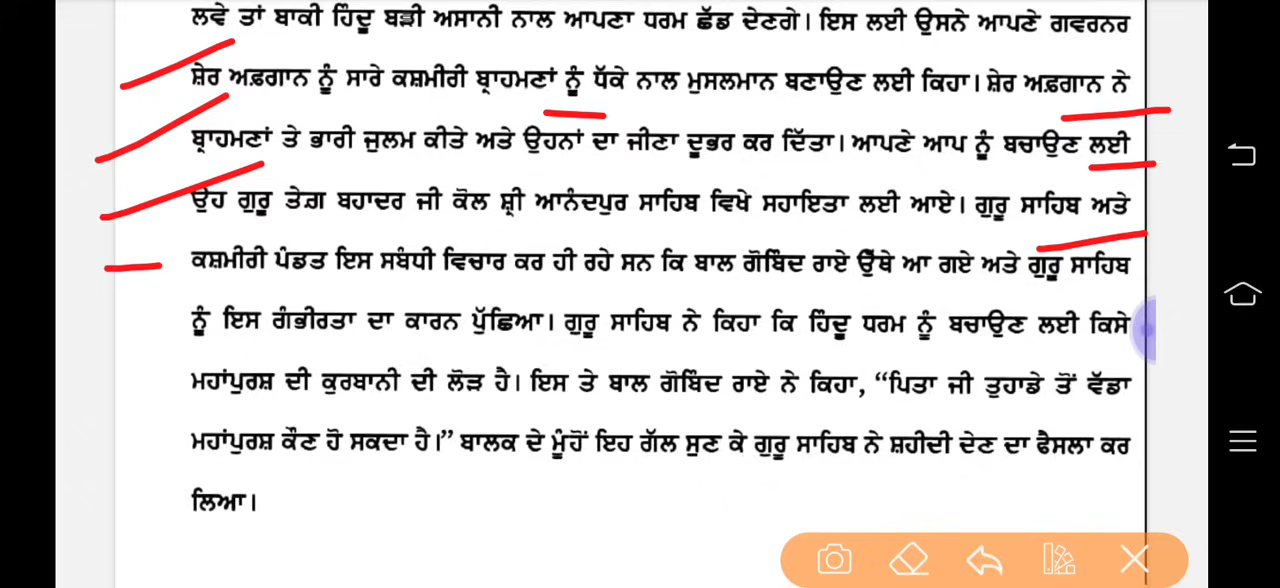 ਲਵੇ ਤਾਂ ਬਾਕੀ ਹਿੰਦੂ ਬੜੀ ਅਸਾਨੀ ਨਾਲ ਆਪਣਾ ਧਰਮ ਛੱਡ ਦੇਣਗੇ। ਇਸ ਲਈ ਉਸਨੇ ਆਪਣੇ ਗਵਰਨਰ
ਸ਼ੇਰ ਅਫ਼ਗਾਨ ਨੂੰ ਸਾਰੇ ਕਸ਼ਮੀਰੀ ਬ੍ਰਾਹਮਣਾਂ ਨੂੰ ਧੱਕੇ ਨਾਲ ਮੁਸਲਮਾਨ ਬਣਾਉਣ ਲਈ ਕਿਹਾ। ਸ਼ੇਰ ਅਫ਼ਗਾਨ ਨੇ
ਬ੍ਰਾਹਮਣਾਂ ਤੇ ਭਾਰੀ ਜ਼ੁਲਮ ਕੀਤੇ ਅਤੇ ਉਹਨਾਂ ਦਾ ਜੀਣਾ ਦੂਭਰ ਕਰ ਦਿੱਤਾ। ਆਪਣੇ ਆਪ ਨੂੰ ਬਚਾਉਣ ਲਈ
ਉਹ ਗੁਰੂ ਤੇਗ਼ ਬਹਾਦਰ ਜੀ ਕੋਲ ਸ਼੍ਰੀ ਆਨੰਦਪੁਰ ਸਾਹਿਬ ਵਿਖੇ ਸਹਾਇਤਾ ਲਈ ਆਏ। ਗੁਰੂ ਸਾਹਿਬ ਅਤੇ
ਕਸ਼ਮੀਰੀ ਪੰਡਤ ਇਸ ਸਬੰਧੀ ਵਿਚਾਰ ਕਰ ਹੀ ਰਹੇ ਸਨ ਕਿ ਬਾਲ ਗੋਬਿੰਦ ਰਾਏ ਉੱਥੇ ਆ ਗਏ ਅਤੇ ਗੁਰੂ ਸਾਹਿਬ
ਨੂੰ ਇਸ ਗੰਭੀਰਤਾ ਦਾ ਕਾਰਨ ਪੁੱਛਿਆ। ਗੁਰੂ ਸਾਹਿਬ ਨੇ ਕਿਹਾ ਕਿ ਹਿੰਦੂ ਧਰਮ ਨੂੰ ਬਚਾਉਣ ਲਈ ਕਿਸੇ
ਮਹਾਂਪੁਰਸ਼ ਦੀ ਕੁਰਬਾਨੀ ਦੀ ਲੋੜ ਹੈ। ਇਸ ਤੇ ਬਾਲ ਗੋਬਿੰਦ ਰਾਏ ਨੇ ਕਿਹਾ, “ਪਿਤਾ ਜੀ ਤੁਹਾਡੇ ਤੋਂ ਵੱਡਾ
ਮਹਾਂਪੁਰਸ਼ ਕੌਣ ਹੋ ਸਕਦਾ ਹੈ।” ਬਾਲਕ ਦੇ ਮੂੰਹੋਂ ਇਹ ਗੱਲ ਸੁਣ ਕੇ ਗੁਰੂ ਸਾਹਿਬ ਨੇ ਸ਼ਹੀਦੀ ਦੇਣ ਦਾ ਫੈਸਲਾ ਕਰ
ਲਿਆ।